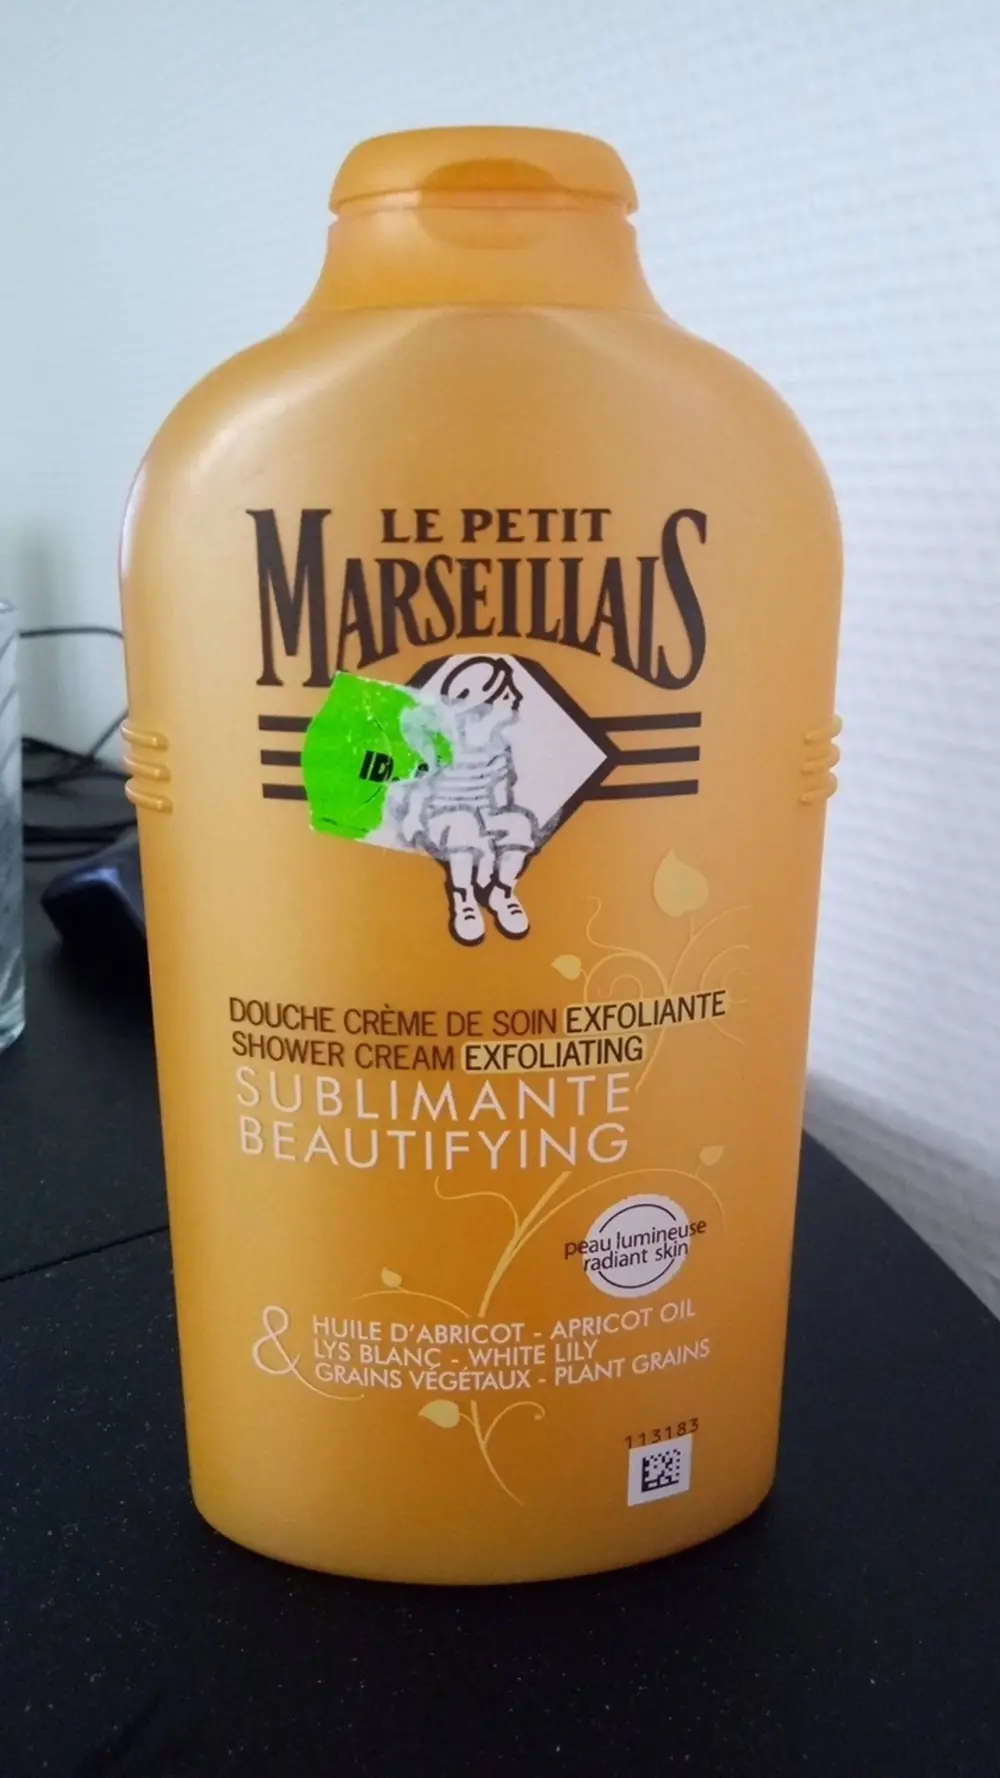 LE PETIT
MARSEILLAIS
DOUCHE CRÈME DE SOIN EXFOLIANTE
SHOWER CREAM EXFOLIATING
SUBLIMANTE
BEAUTIFYING
peau lumineuse
radiant skin
& HUILE D'ABRICOT - APRICOT OIL
LYS BLANC - WHITE LILY
GRAINS VÉGÉTAUX - PLANT GRAINS
113183